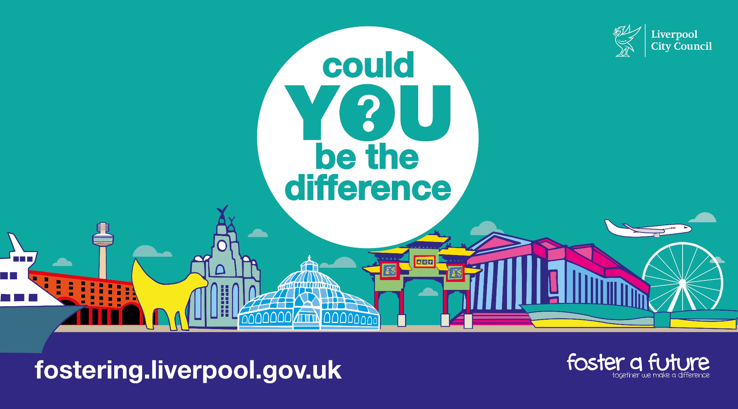 could
YOU
?
be the
difference
Liverpool
City Council
fostering.liverpool.gov.uk
foster a future
together we make a difference